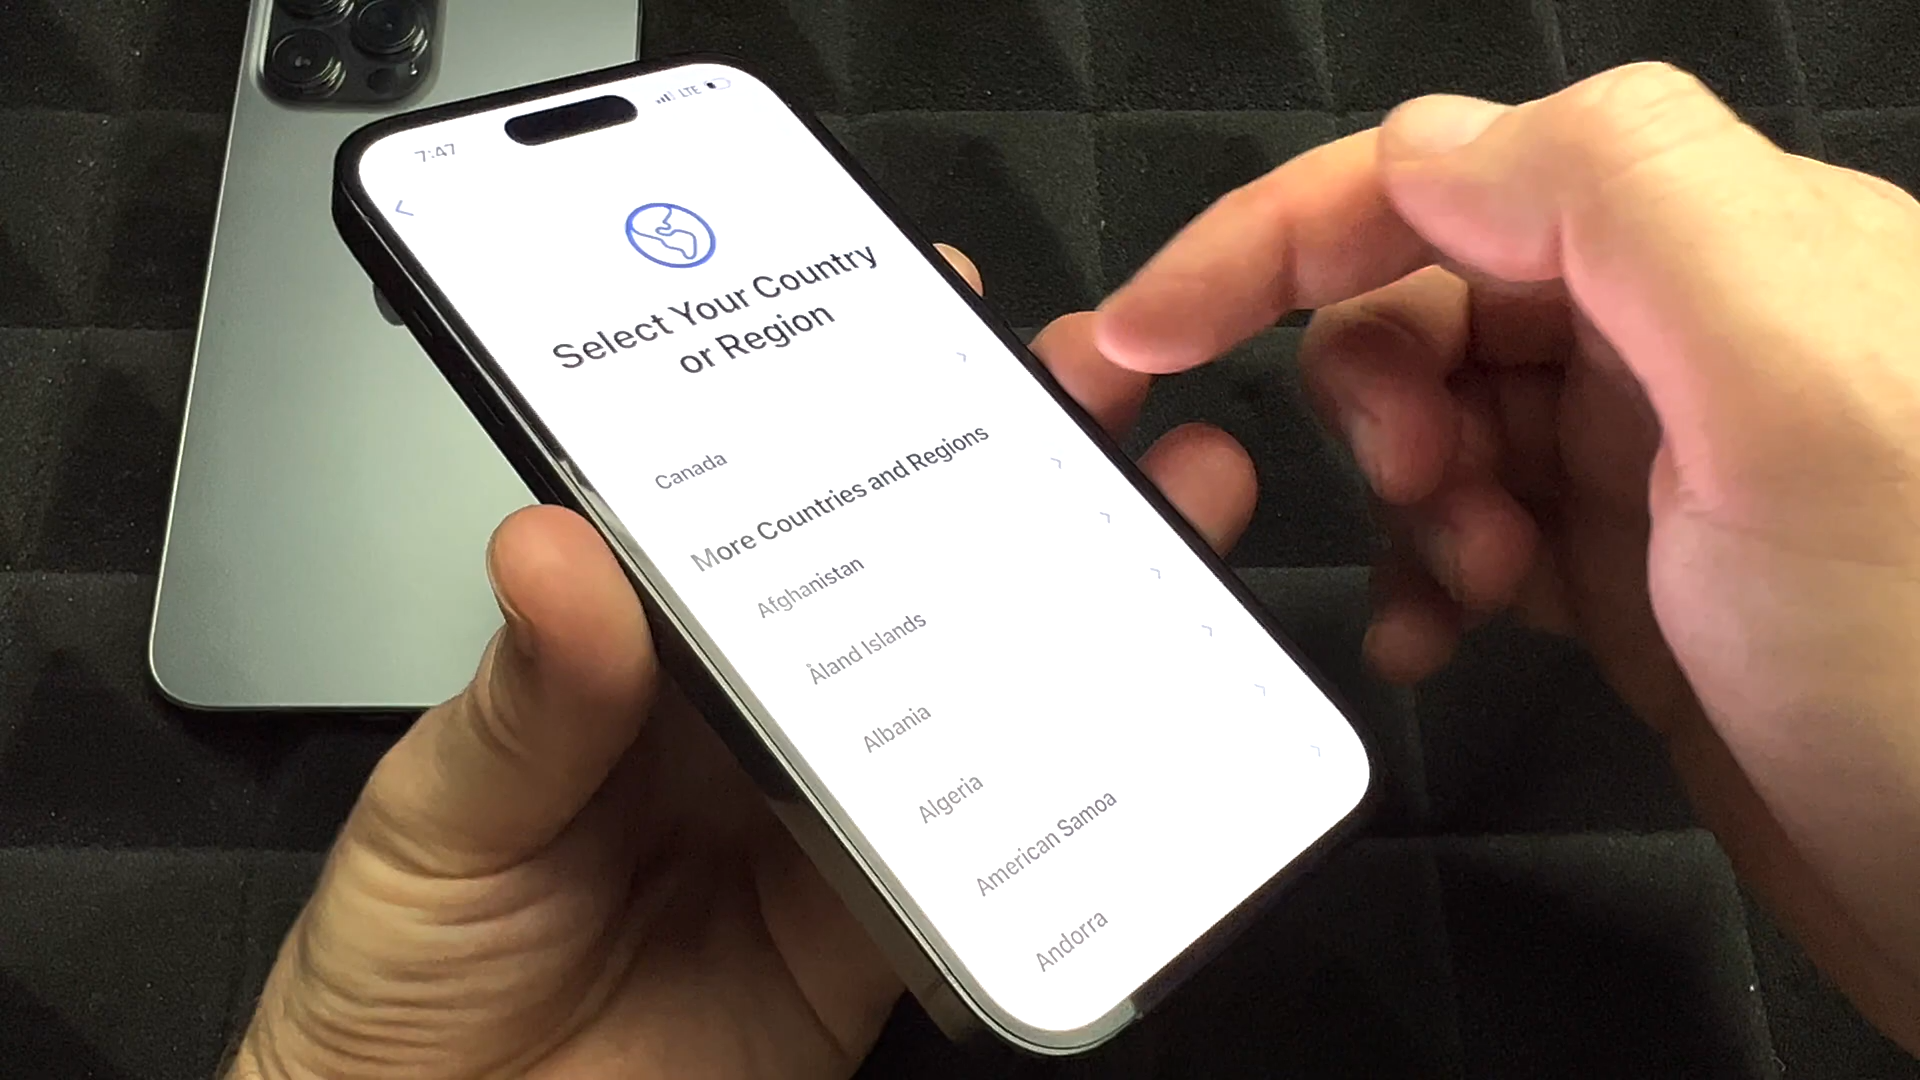 7:47
LTE
Select Your Country
or Region
Canada
More Countries and Regions
Afghanistan
Åland Islands
Albania
Algeria
American Samoa
Andorra